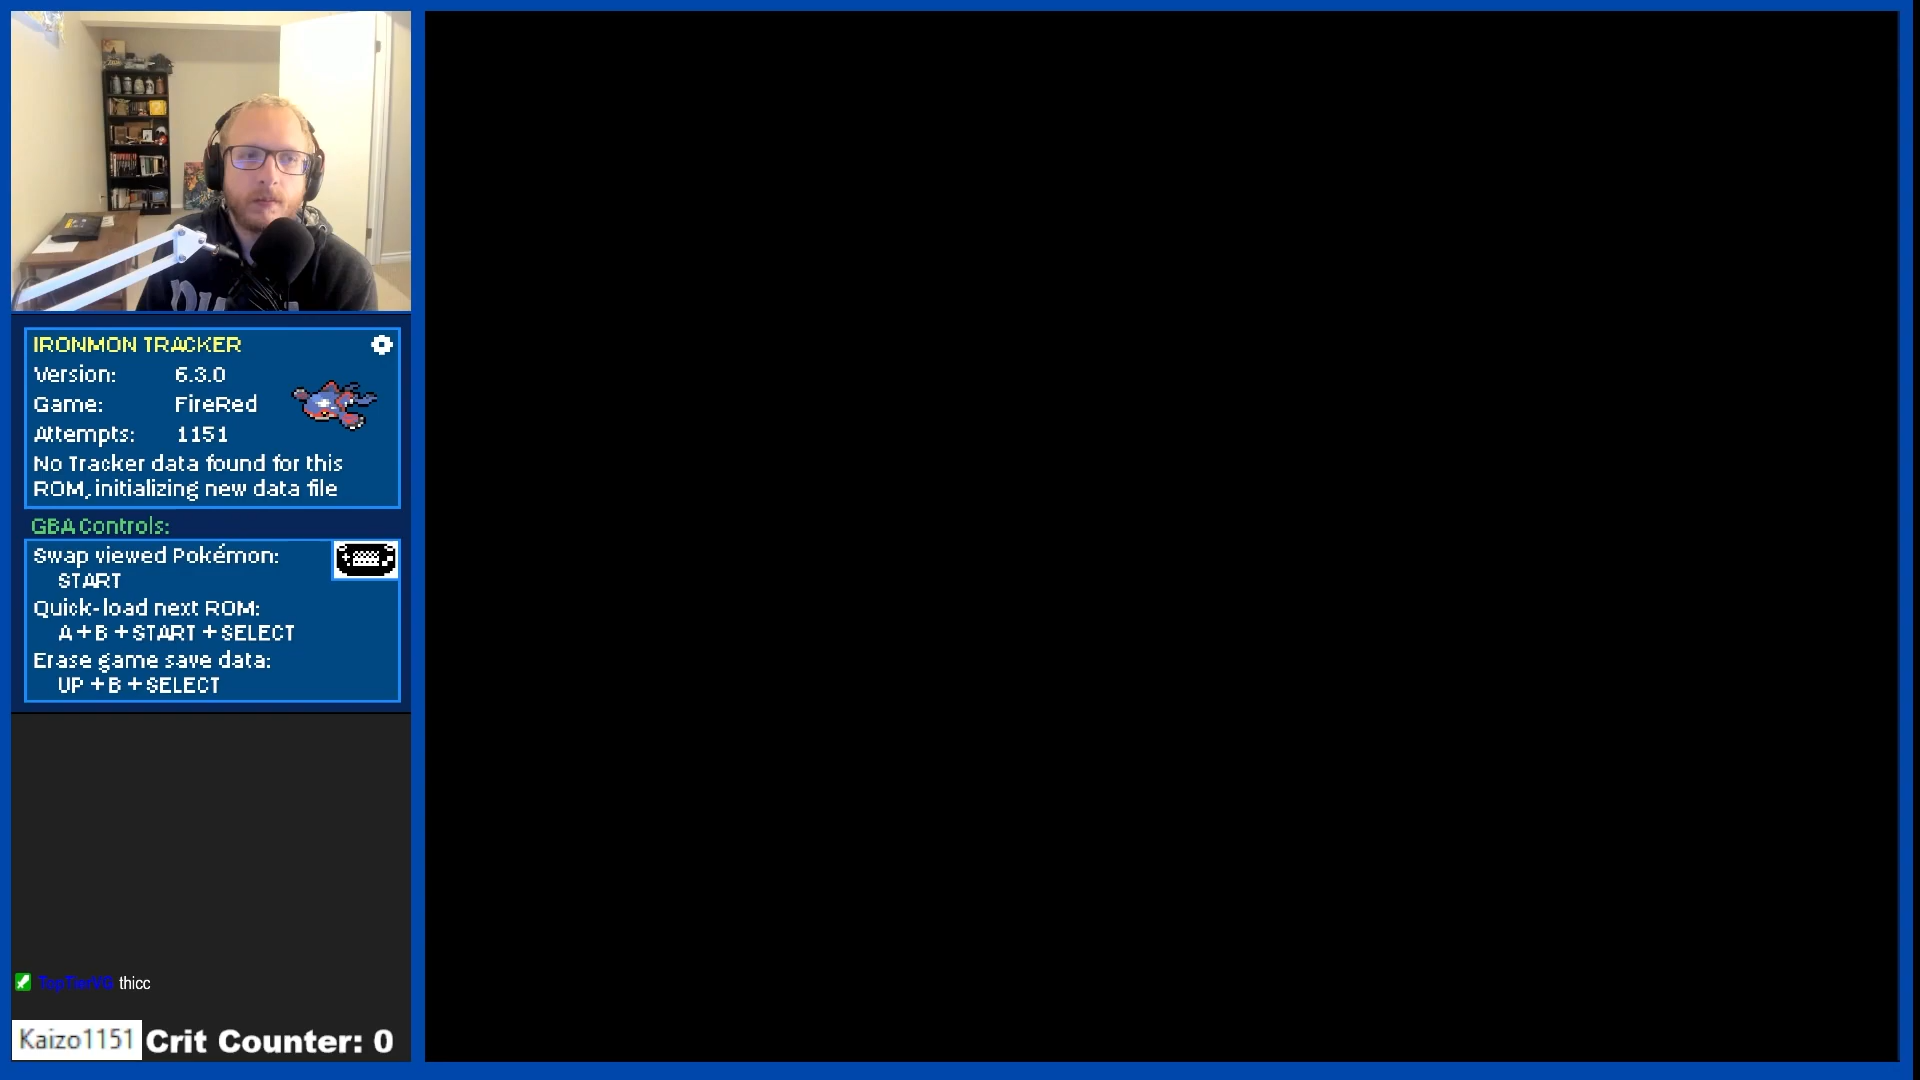 IRONMON TRACKER
Version: 6.3.0
Game: FireRed
Attempts: 1151
No Tracker data found for this
ROM, initializing new data file
GBA Controls:
Swap viewed Pokémon:
START
Quick-load next ROM:
A + B + START + SELECT
Erase game save data:
UP + B + SELECT
TopTierVG thicc
Kaizo1151 Crit Counter: 0